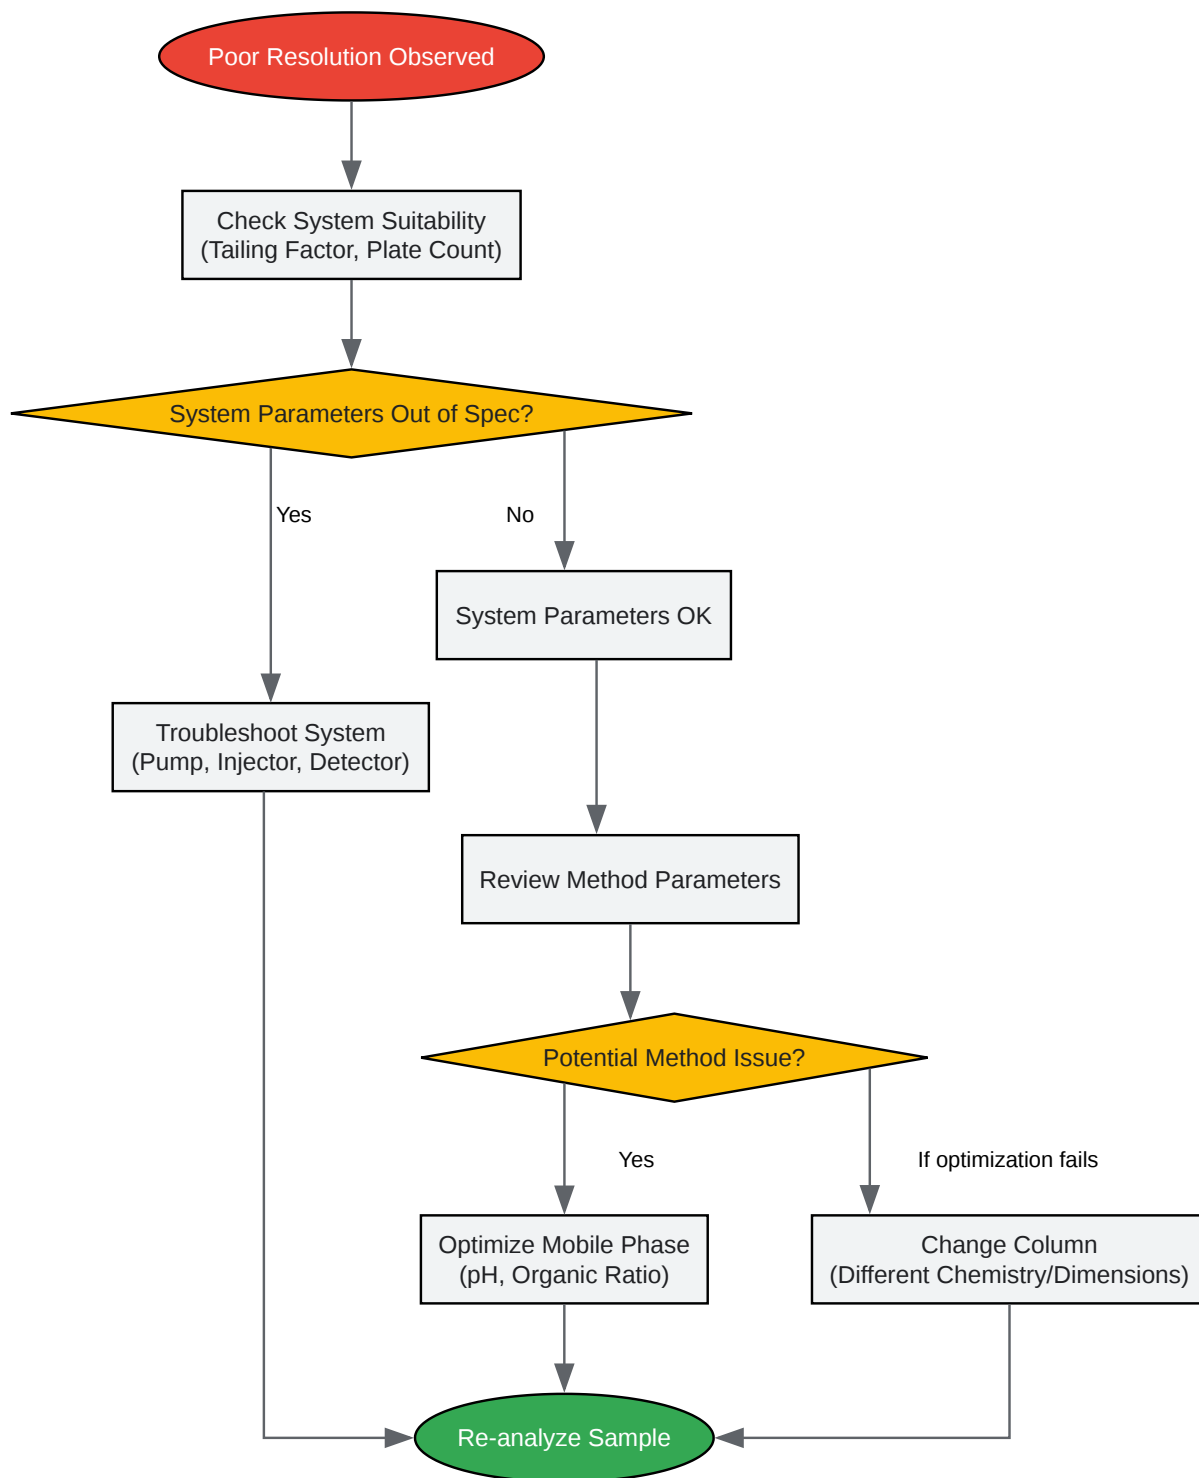 Poor Resolution Observed
Check System Suitability
(Tailing Factor, Plate Count)
System Parameters Out of Spec?
Yes
No
System Parameters OK
Troubleshoot System
(Pump, Injector, Detector)
Review Method Parameters
Potential Method Issue?
Yes
If optimization fails
Optimize Mobile Phase
(pH, Organic Ratio)
Change Column
(Different Chemistry/Dimensions)
Re-analyze Sample